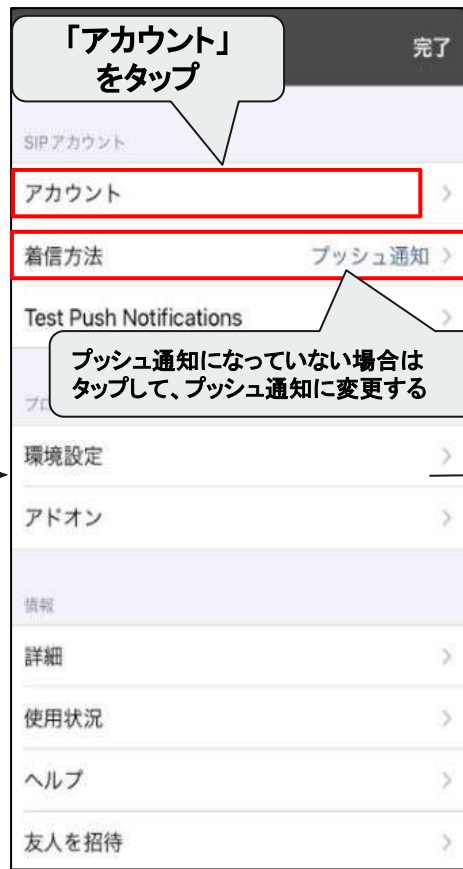 「アカウント」
をタップ
完了
SIPアカウント
アカウント
着信方法 プッシュ通知
Test Push Notifications
プッシュ通知になっていない場合は
タップして、プッシュ通知に変更する
環境設定
アドオン
情報
詳細
使用状況
ヘルプ
友人を招待